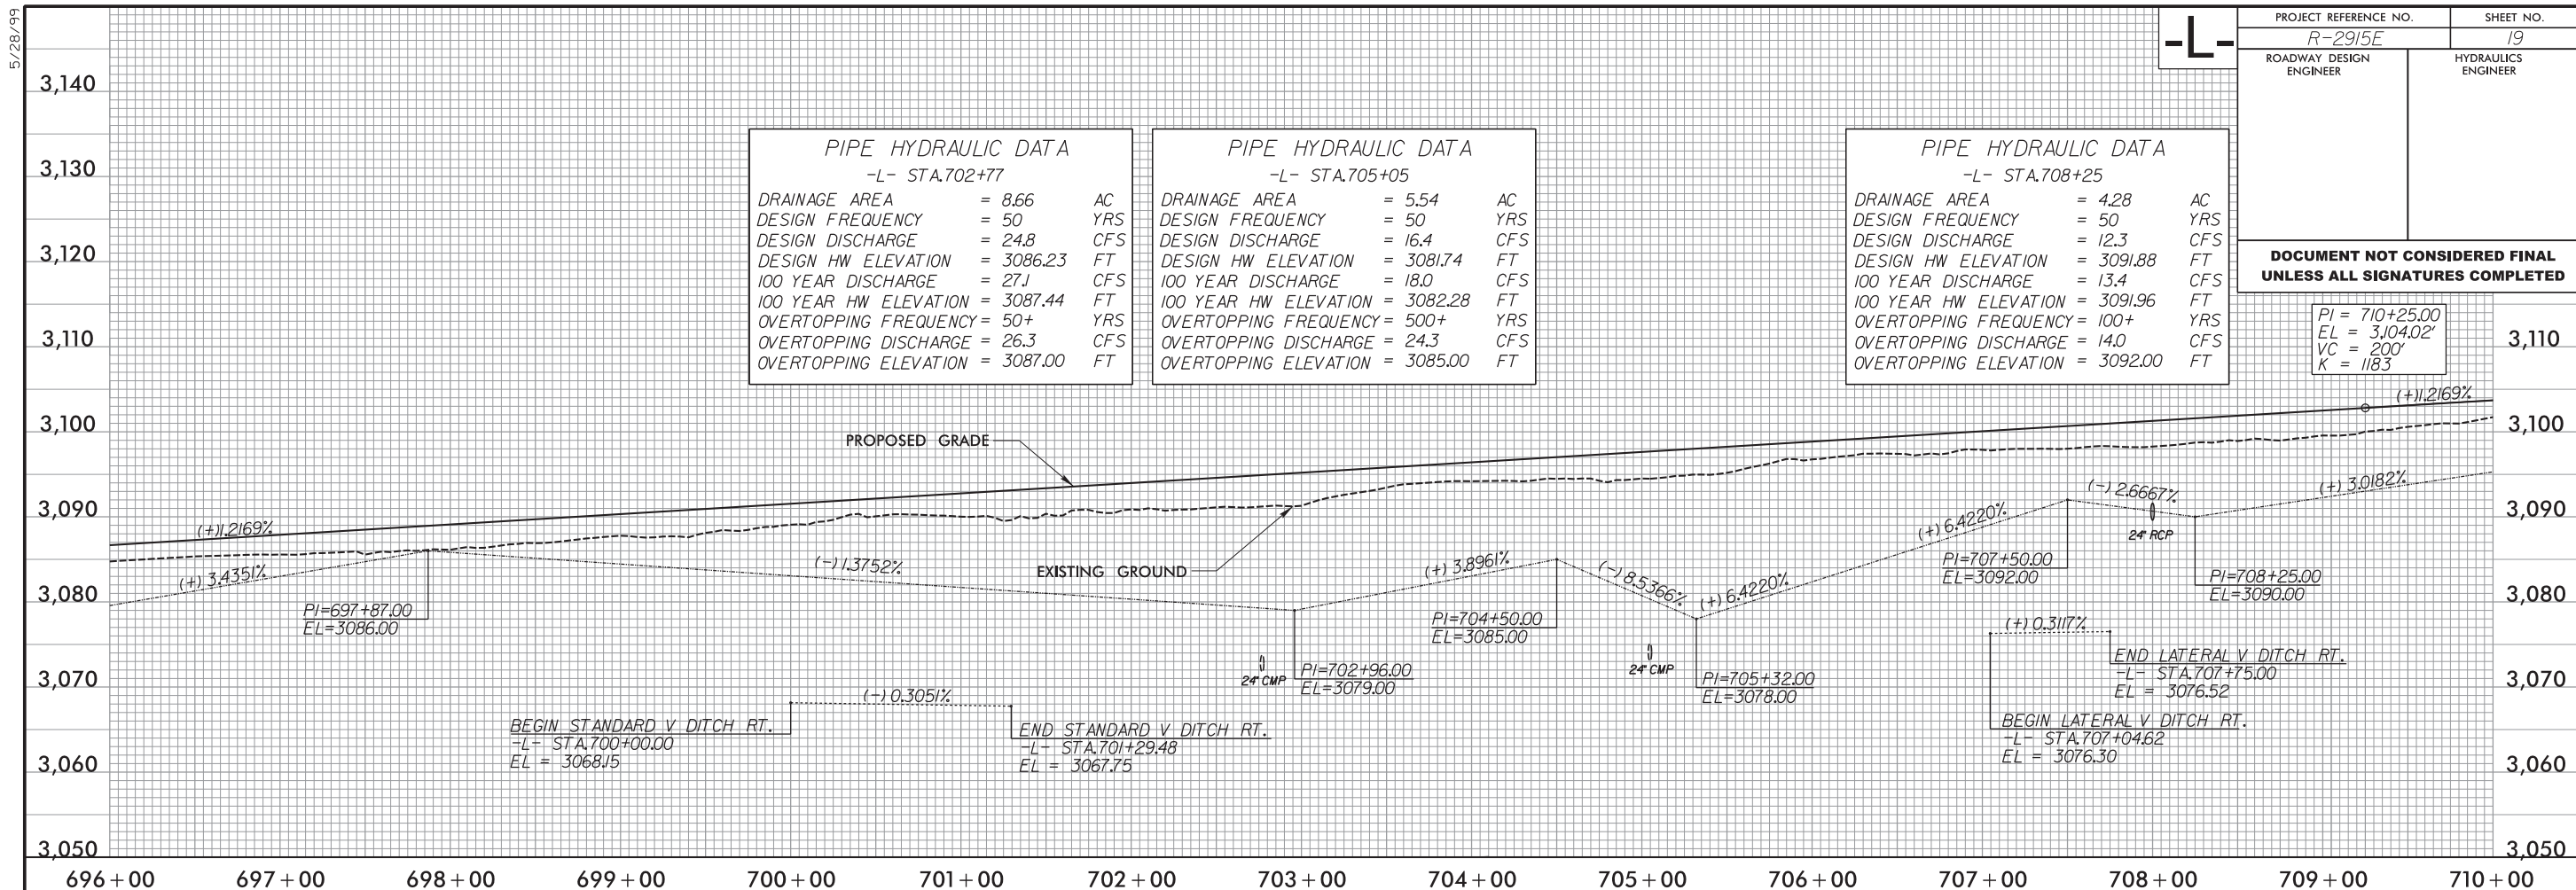 5/28/99
-L-
PROJECT REFERENCE NO. SHEET NO.
R-2915E 19
ROADWAY DESIGN ENGINEER
HYDRAULICS ENGINEER
DOCUMENT NOT CONSIDERED FINAL
UNLESS ALL SIGNATURES COMPLETED
3,140
3,130
3,120
3,110
3,100
3,090
3,080
3,070
3,060
3,050
PIPE HYDRAULIC DATA
-L- STA.702+77
DRAINAGE AREA = 8.66 AC
DESIGN FREQUENCY = 50 YRS
DESIGN DISCHARGE = 24.8 CFS
DESIGN HW ELEVATION = 3086.23 FT
100 YEAR DISCHARGE = 27.1 CFS
100 YEAR HW ELEVATION = 3087.44 FT
OVERTOPPING FREQUENCY = 50+ YRS
OVERTOPPING DISCHARGE = 26.3 CFS
OVERTOPPING ELEVATION = 3087.00 FT
PIPE HYDRAULIC DATA
-L- STA.705+05
DRAINAGE AREA = 5.54 AC
DESIGN FREQUENCY = 50 YRS
DESIGN DISCHARGE = 16.4 CFS
DESIGN HW ELEVATION = 3081.74 FT
100 YEAR DISCHARGE = 18.0 CFS
100 YEAR HW ELEVATION = 3082.28 FT
OVERTOPPING FREQUENCY = 500+ YRS
OVERTOPPING DISCHARGE = 24.3 CFS
OVERTOPPING ELEVATION = 3085.00 FT
PIPE HYDRAULIC DATA
-L- STA.708+25
DRAINAGE AREA = 4.28 AC
DESIGN FREQUENCY = 50 YRS
DESIGN DISCHARGE = 12.3 CFS
DESIGN HW ELEVATION = 3091.88 FT
100 YEAR DISCHARGE = 13.4 CFS
100 YEAR HW ELEVATION = 3091.96 FT
OVERTOPPING FREQUENCY = 100+ YRS
OVERTOPPING DISCHARGE = 14.0 CFS
OVERTOPPING ELEVATION = 3092.00 FT
PI = 710+25.00
EL = 3,104.02'
VC = 200'
K = 1183
3,110
3,100
3,090
3,080
3,070
3,060
3,050
(+)1.2169%
PROPOSED GRADE
(+)1.2169%
(+) 3.4351%
(-) 1.3752%
EXISTING GROUND
(+) 3.8961%
(-) 8.5366%
(+) 6.4220%
(+) 6.4220%
(-) 2.6667%
(+) 3.0182%
24" RCP
PI=697+87.00
EL=3086.00
PI=704+50.00
EL=3085.00
PI=707+50.00
EL=3092.00
PI=708+25.00
EL=3090.00
24" CMP
PI=702+96.00
EL=3079.00
24" CMP
PI=705+32.00
EL=3078.00
(+) 0.3117%
END LATERAL V DITCH RT.
-L- STA.707+75.00
EL = 3076.52
(-) 0.3051%
BEGIN STANDARD V DITCH RT.
-L- STA.700+00.00
EL = 3068.15
END STANDARD V DITCH RT.
-L- STA.701+29.48
EL = 3067.75
BEGIN LATERAL V DITCH RT.
-L- STA.707+04.62
EL = 3076.30
696+00 697+00 698+00 699+00 700+00 701+00 702+00 703+00 704+00 705+00 706+00 707+00 708+00 709+00 710+00